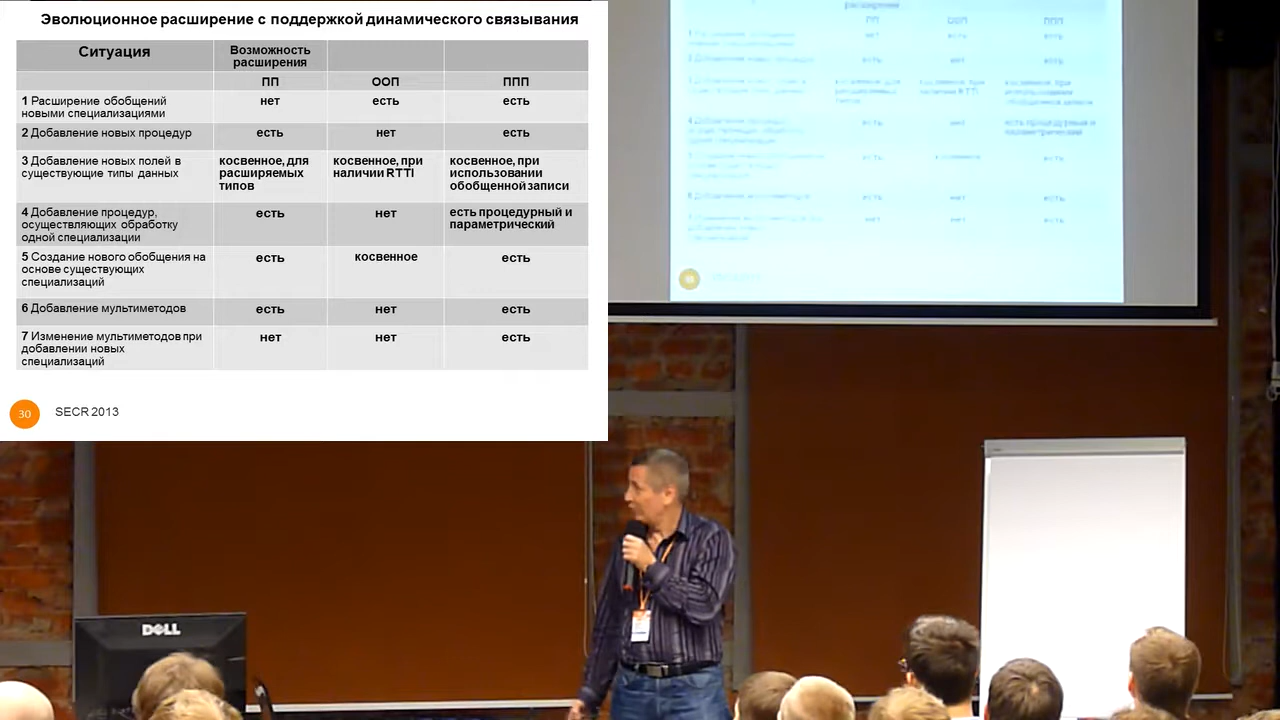 Эволюционное расширение с поддержкой динамического связывания
Ситуация
Возможность
расширения
ПП
ООП
ППП
1 Расширение обобщений
новыми специализациями
нет
есть
есть
2 Добавление новых процедур
есть
нет
есть
3 Добавление новых полей в
существующие типы данных
косвенное, для
расширяемых
типов
косвенное, при
наличии RTTI
косвенное, при
использовании
обобщенной записи
4 Добавление процедур,
осуществляющих обработку
одной специализации
есть
нет
есть процедурный и
параметрический
5 Создание нового обобщения на
основе существующих
специализаций
есть
косвенное
есть
6 Добавление мультиметодов
есть
нет
есть
7 Изменение мультиметодов при
добавлении новых
специализаций
нет
нет
есть
30
SECR 2013
DELL